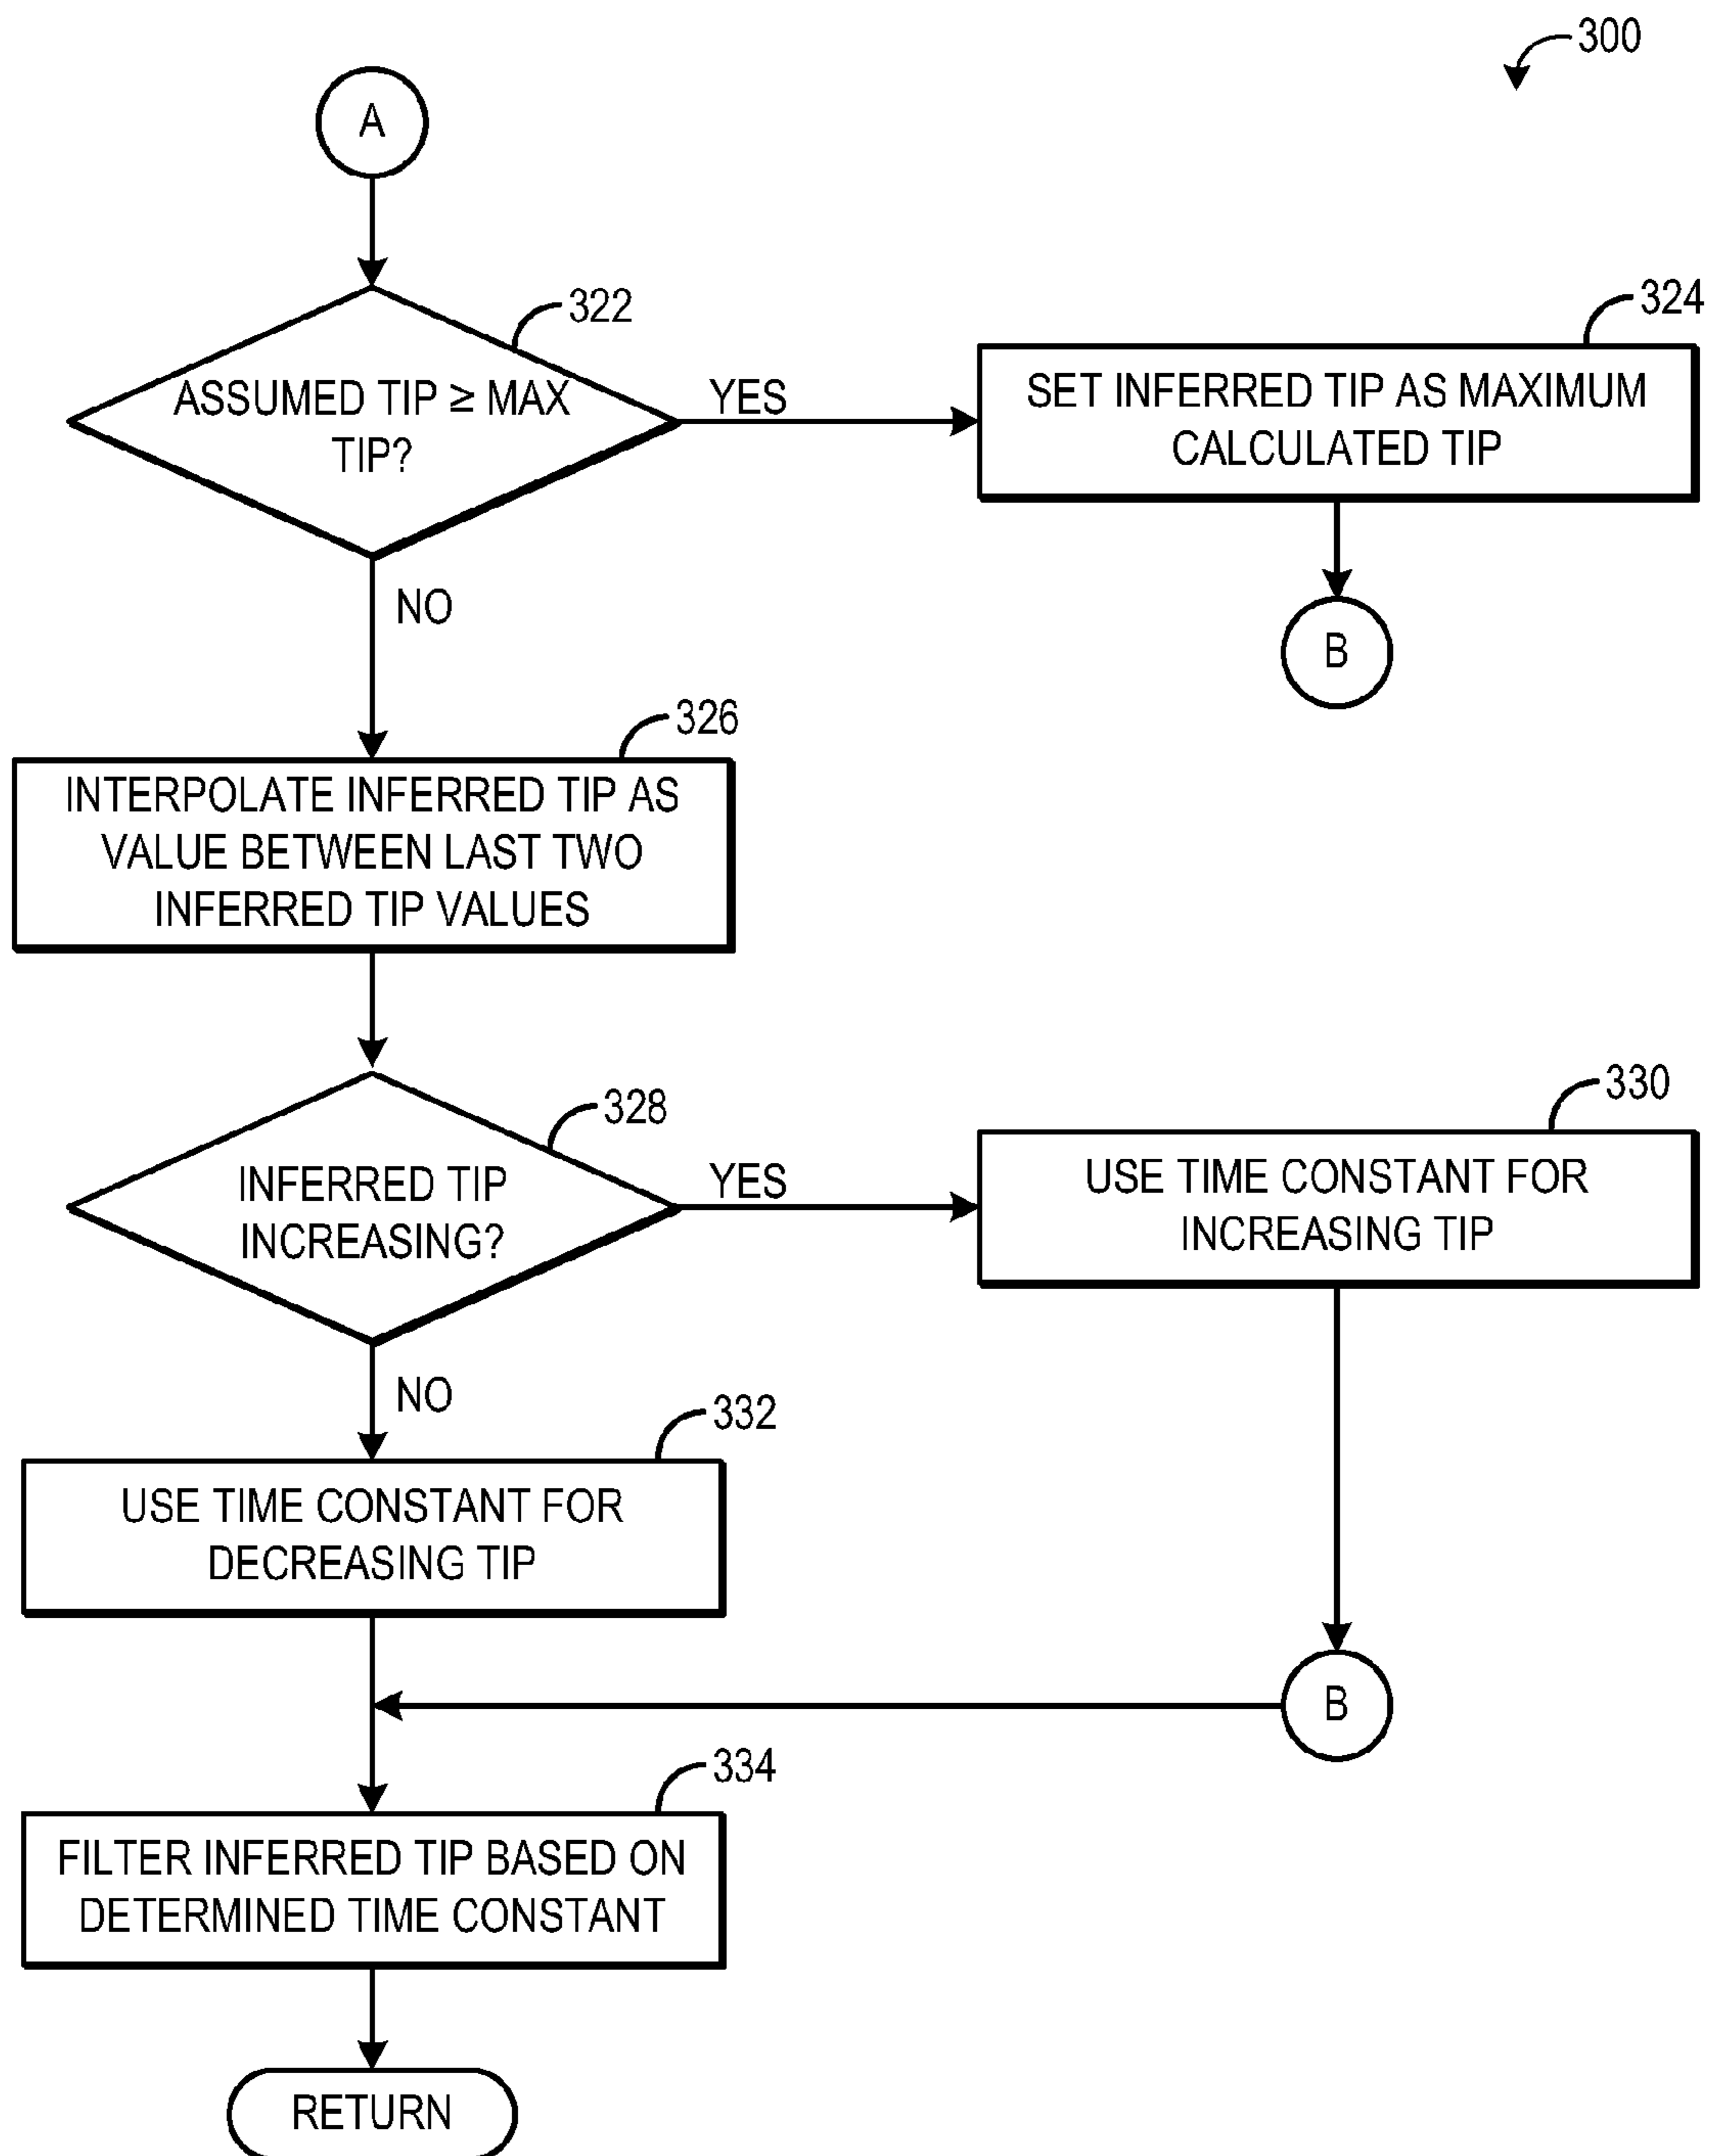 300
A
322
ASSUMED TIP ≥ MAX
TIP?
YES
324
SET INFERRED TIP AS MAXIMUM
CALCULATED TIP
NO
B
326
INTERPOLATE INFERRED TIP AS
VALUE BETWEEN LAST TWO
INFERRED TIP VALUES
328
INFERRED TIP
INCREASING?
YES
330
USE TIME CONSTANT FOR
INCREASING TIP
NO
332
USE TIME CONSTANT FOR
DECREASING TIP
B
334
FILTER INFERRED TIP BASED ON
DETERMINED TIME CONSTANT
RETURN